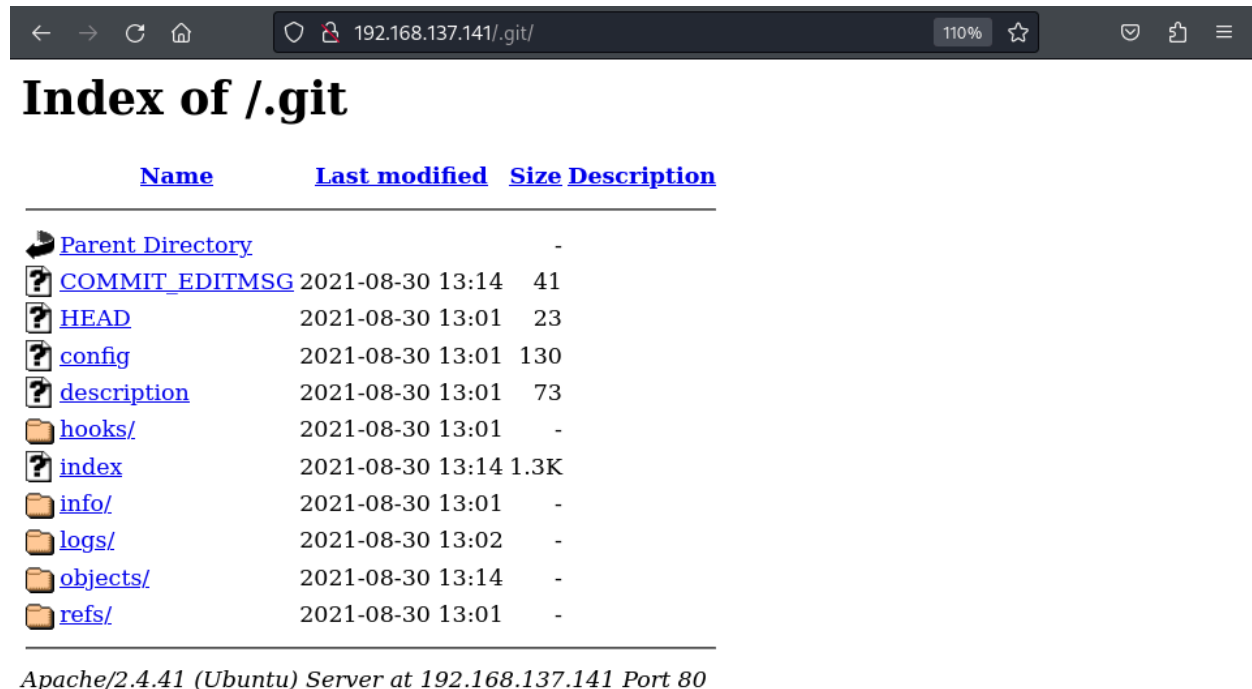 192.168.137.141/.git/ 110%
Index of /.git
Name Last modified Size Description
Parent Directory -
COMMIT_EDITMSG 2021-08-30 13:14 41
HEAD 2021-08-30 13:01 23
config 2021-08-30 13:01 130
description 2021-08-30 13:01 73
hooks/ 2021-08-30 13:01 -
index 2021-08-30 13:14 1.3K
info/ 2021-08-30 13:01 -
logs/ 2021-08-30 13:02 -
objects/ 2021-08-30 13:14 -
refs/ 2021-08-30 13:01 -
Apache/2.4.41 (Ubuntu) Server at 192.168.137.141 Port 80